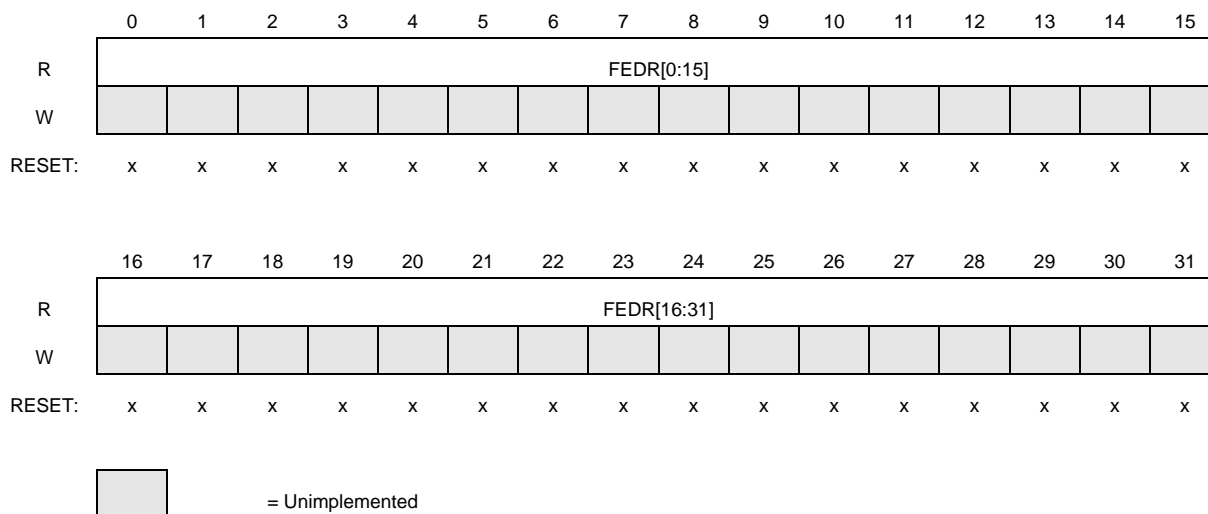 0 1 2 3 4 5 6 7 8 9 10 11 12 13 14 15
R FEDR[0:15]
W
RESET: x x x x x x x x x x x x x x x x
16 17 18 19 20 21 22 23 24 25 26 27 28 29 30 31
R FEDR[16:31]
W
RESET: x x x x x x x x x x x x x x x x
= Unimplemented